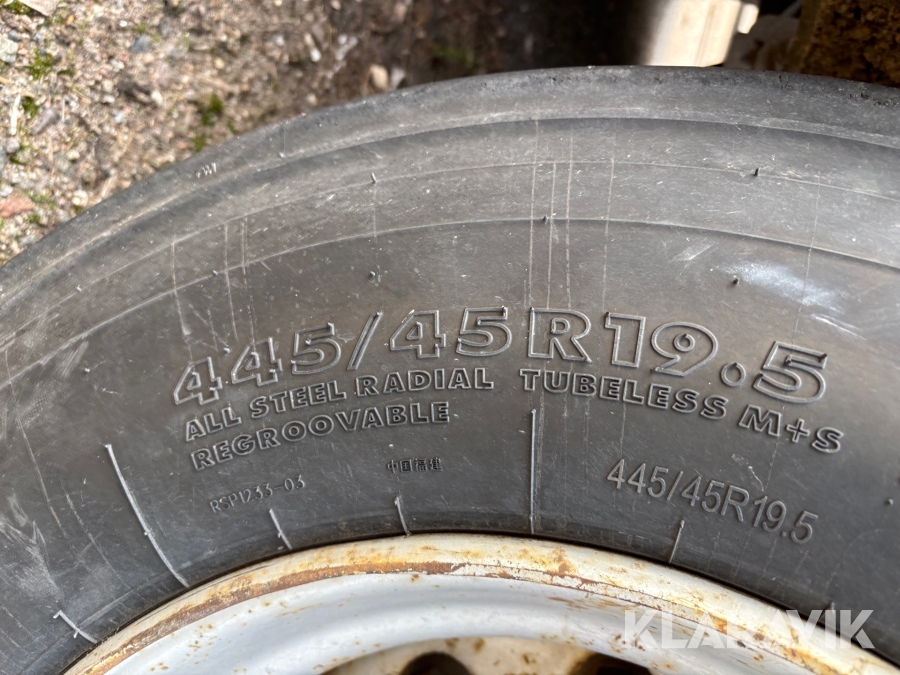 445/45R19.5
ALL STEEL RADIAL TUBELESS M+S
REGROOVABLE
中国福建
RSP1233-03
445/45R19.5
KLARAVIK